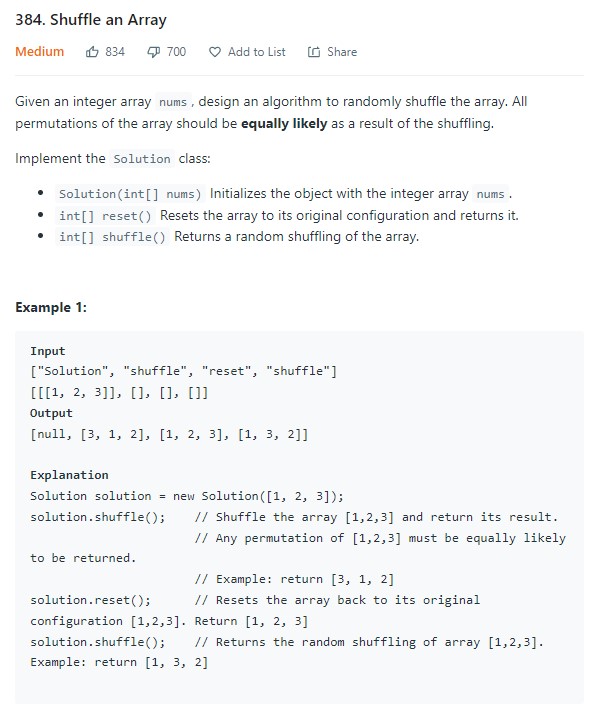 384. Shuffle an Array
Medium 834 700 Add to List Share
Given an integer array nums, design an algorithm to randomly shuffle the array. All
permutations of the array should be equally likely as a result of the shuffling.
Implement the Solution class:
• Solution(int[] nums) Initializes the object with the integer array nums.
• int[] reset() Resets the array to its original configuration and returns it.
• int[] shuffle() Returns a random shuffling of the array.
Example 1:
Input
["Solution", "shuffle", "reset", "shuffle"]
[[[1, 2, 3]], [], [], []]
Output
[null, [3, 1, 2], [1, 2, 3], [1, 3, 2]]
Explanation
Solution solution = new Solution([1, 2, 3]);
solution.shuffle();    // Shuffle the array [1,2,3] and return its result.
                       // Any permutation of [1,2,3] must be equally likely
to be returned.
                       // Example: return [3, 1, 2]
solution.reset();      // Resets the array back to its original
configuration [1,2,3]. Return [1, 2, 3]
solution.shuffle();    // Returns the random shuffling of array [1,2,3].
Example: return [1, 3, 2]